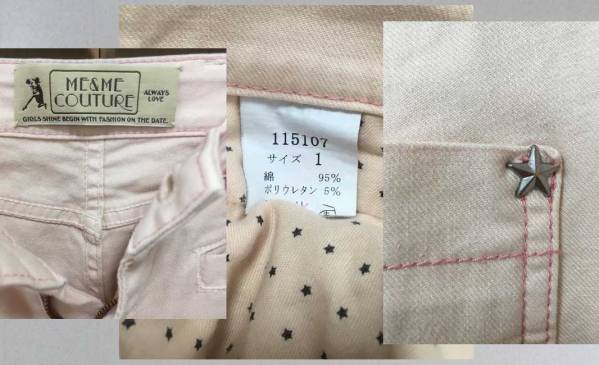 ME&ME
COUTURE
ALWAYS
LOVE
GIRLS SHINE BEGIN WITH FASHION ON THE DATE.
115107
サイズ 1
綿 95%
ポリウレタン 5%